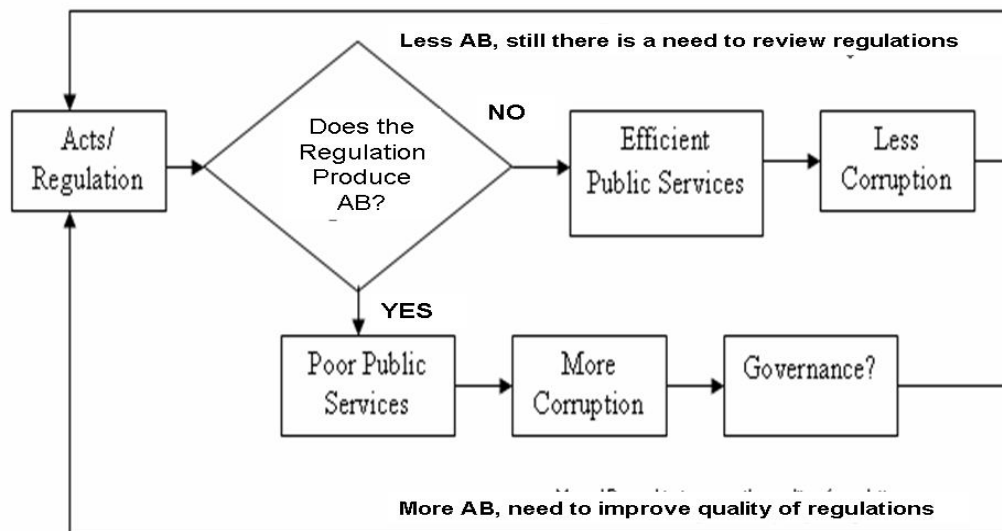 Less AB, still there is a need to review regulations
Acts/
Regulation
Does the
Regulation
Produce
AB?
NO
Efficient
Public Services
Less
Corruption
YES
Poor Public
Services
More
Corruption
Governance?
More AB, need to improve quality of regulations